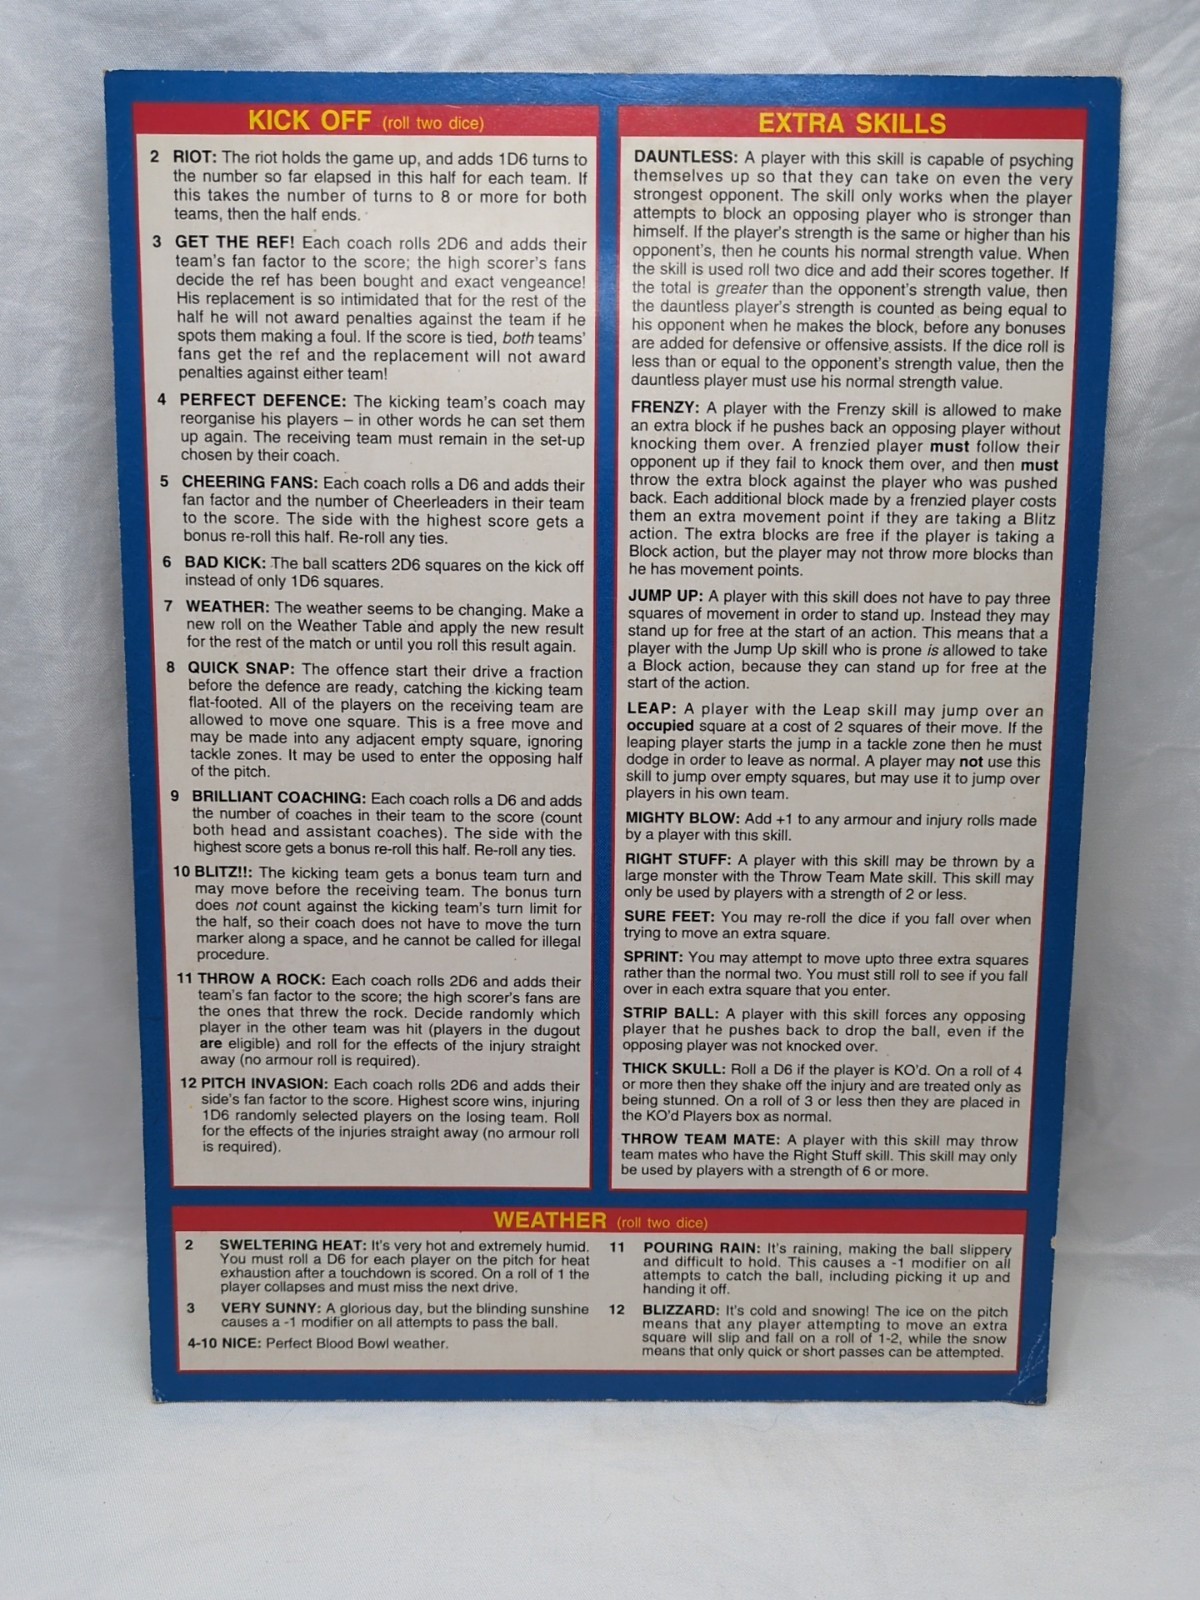 KICK OFF (roll two dice)
2 RIOT: The riot holds the game up, and adds 1D6 turns to
the number so far elapsed in this half for each team. If
this takes the number of turns to 8 or more for both
teams, then the half ends.
3 GET THE REF! Each coach rolls 2D6 and adds their
team's fan factor to the score; the high scorer's fans
decide the ref has been bought and exact vengeance!
His replacement is so intimidated that for the rest of the
half he will not award penalties against the team if he
spots them making a foul. If the score is tied, both teams'
fans get the ref and the replacement will not award
penalties against either team!
4 PERFECT DEFENCE: The kicking team's coach may
reorganise his players – in other words he can set them
up again. The receiving team must remain in the set-up
chosen by their coach.
5 CHEERING FANS: Each coach rolls a D6 and adds their
fan factor and the number of Cheerleaders in their team
to the score. The side with the highest score gets a
bonus re-roll this half. Re-roll any ties.
6 BAD KICK: The ball scatters 2D6 squares on the kick off
instead of only 1D6 squares.
7 WEATHER: The weather seems to be changing. Make a
new roll on the Weather Table and apply the new result
for the rest of the match or until you roll this result again.
8 QUICK SNAP: The offence start their drive a fraction
before the defence are ready, catching the kicking team
flat-footed. All of the players on the receiving team are
allowed to move one square. This is a free move and
may be made into any adjacent empty square, ignoring
tackle zones. It may be used to enter the opposing half
of the pitch.
9 BRILLIANT COACHING: Each coach rolls a D6 and adds
the number of coaches in their team to the score (count
both head and assistant coaches). The side with the
highest score gets a bonus re-roll this half. Re-roll any ties.
10 BLITZ!!: The kicking team gets a bonus team turn and
may move before the receiving team. The bonus turn
does not count against the kicking team's turn limit for
the half, so their coach does not have to move the turn
marker along a space, and he cannot be called for illegal
procedure.
11 THROW A ROCK: Each coach rolls 2D6 and adds their
team's fan factor to the score; the high scorer's fans are
the ones that threw the rock. Decide randomly which
player in the other team was hit (players in the dugout
are eligible) and roll for the effects of the injury straight
away (no armour roll is required).
12 PITCH INVASION: Each coach rolls 2D6 and adds their
side's fan factor to the score. Highest score wins, injuring
1D6 randomly selected players on the losing team. Roll
for the effects of the injuries straight away (no armour roll
is required).
EXTRA SKILLS
DAUNTLESS: A player with this skill is capable of psyching
themselves up so that they can take on even the very
strongest opponent. The skill only works when the player
attempts to block an opposing player who is stronger than
himself. If the player's strength is the same or higher than his
opponent's, then he counts his normal strength value. When
the skill is used roll two dice and add their scores together. If
the total is greater than the opponent's strength value, then
the dauntless player's strength is counted as being equal to
his opponent when he makes the block, before any bonuses
are added for defensive or offensive assists. If the dice roll is
less than or equal to the opponent's strength value, then the
dauntless player must use his normal strength value.
FRENZY: A player with the Frenzy skill is allowed to make
an extra block if he pushes back an opposing player without
knocking them over. A frenzied player must follow their
opponent up if they fail to knock them over, and then must
throw the extra block against the player who was pushed
back. Each additional block made by a frenzied player costs
them an extra movement point if they are taking a Blitz
action. The extra blocks are free if the player is taking a
Block action, but the player may not throw more blocks than
he has movement points.
JUMP UP: A player with this skill does not have to pay three
squares of movement in order to stand up. Instead they may
stand up for free at the start of an action. This means that a
player with the Jump Up skill who is prone is allowed to take
a Block action, because they can stand up for free at the
start of the action.
LEAP: A player with the Leap skill may jump over an
occupied square at a cost of 2 squares of their move. If the
leaping player starts the jump in a tackle zone then he must
dodge in order to leave as normal. A player may not use this
skill to jump over empty squares, but may use it to jump over
players in his own team.
MIGHTY BLOW: Add +1 to any armour and injury rolls made
by a player with this skill.
RIGHT STUFF: A player with this skill may be thrown by a
large monster with the Throw Team Mate skill. This skill may
only be used by players with a strength of 2 or less.
SURE FEET: You may re-roll the dice if you fall over when
trying to move an extra square.
SPRINT: You may attempt to move upto three extra squares
rather than the normal two. You must still roll to see if you fall
over in each extra square that you enter.
STRIP BALL: A player with this skill forces any opposing
player that he pushes back to drop the ball, even if the
opposing player was not knocked over.
THICK SKULL: Roll a D6 if the player is KO'd. On a roll of 4
or more then they shake off the injury and are treated only as
being stunned. On a roll of 3 or less then they are placed in
the KO'd Players box as normal.
THROW TEAM MATE: A player with this skill may throw
team mates who have the Right Stuff skill. This skill may only
be used by players with a strength of 6 or more.
WEATHER (roll two dice)
2 SWELTERING HEAT: It's very hot and extremely humid.
You must roll a D6 for each player on the pitch for heat
exhaustion after a touchdown is scored. On a roll of 1 the
player collapses and must miss the next drive.
3 VERY SUNNY: A glorious day, but the blinding sunshine
causes a -1 modifier on all attempts to pass the ball.
4-10 NICE: Perfect Blood Bowl weather.
11 POURING RAIN: It's raining, making the ball slippery
and difficult to hold. This causes a -1 modifier on all
attempts to catch the ball, including picking it up and
handing it off.
12 BLIZZARD: It's cold and snowing! The ice on the pitch
means that any player attempting to move an extra
square will slip and fall on a roll of 1-2, while the snow
means that only quick or short passes can be attempted.